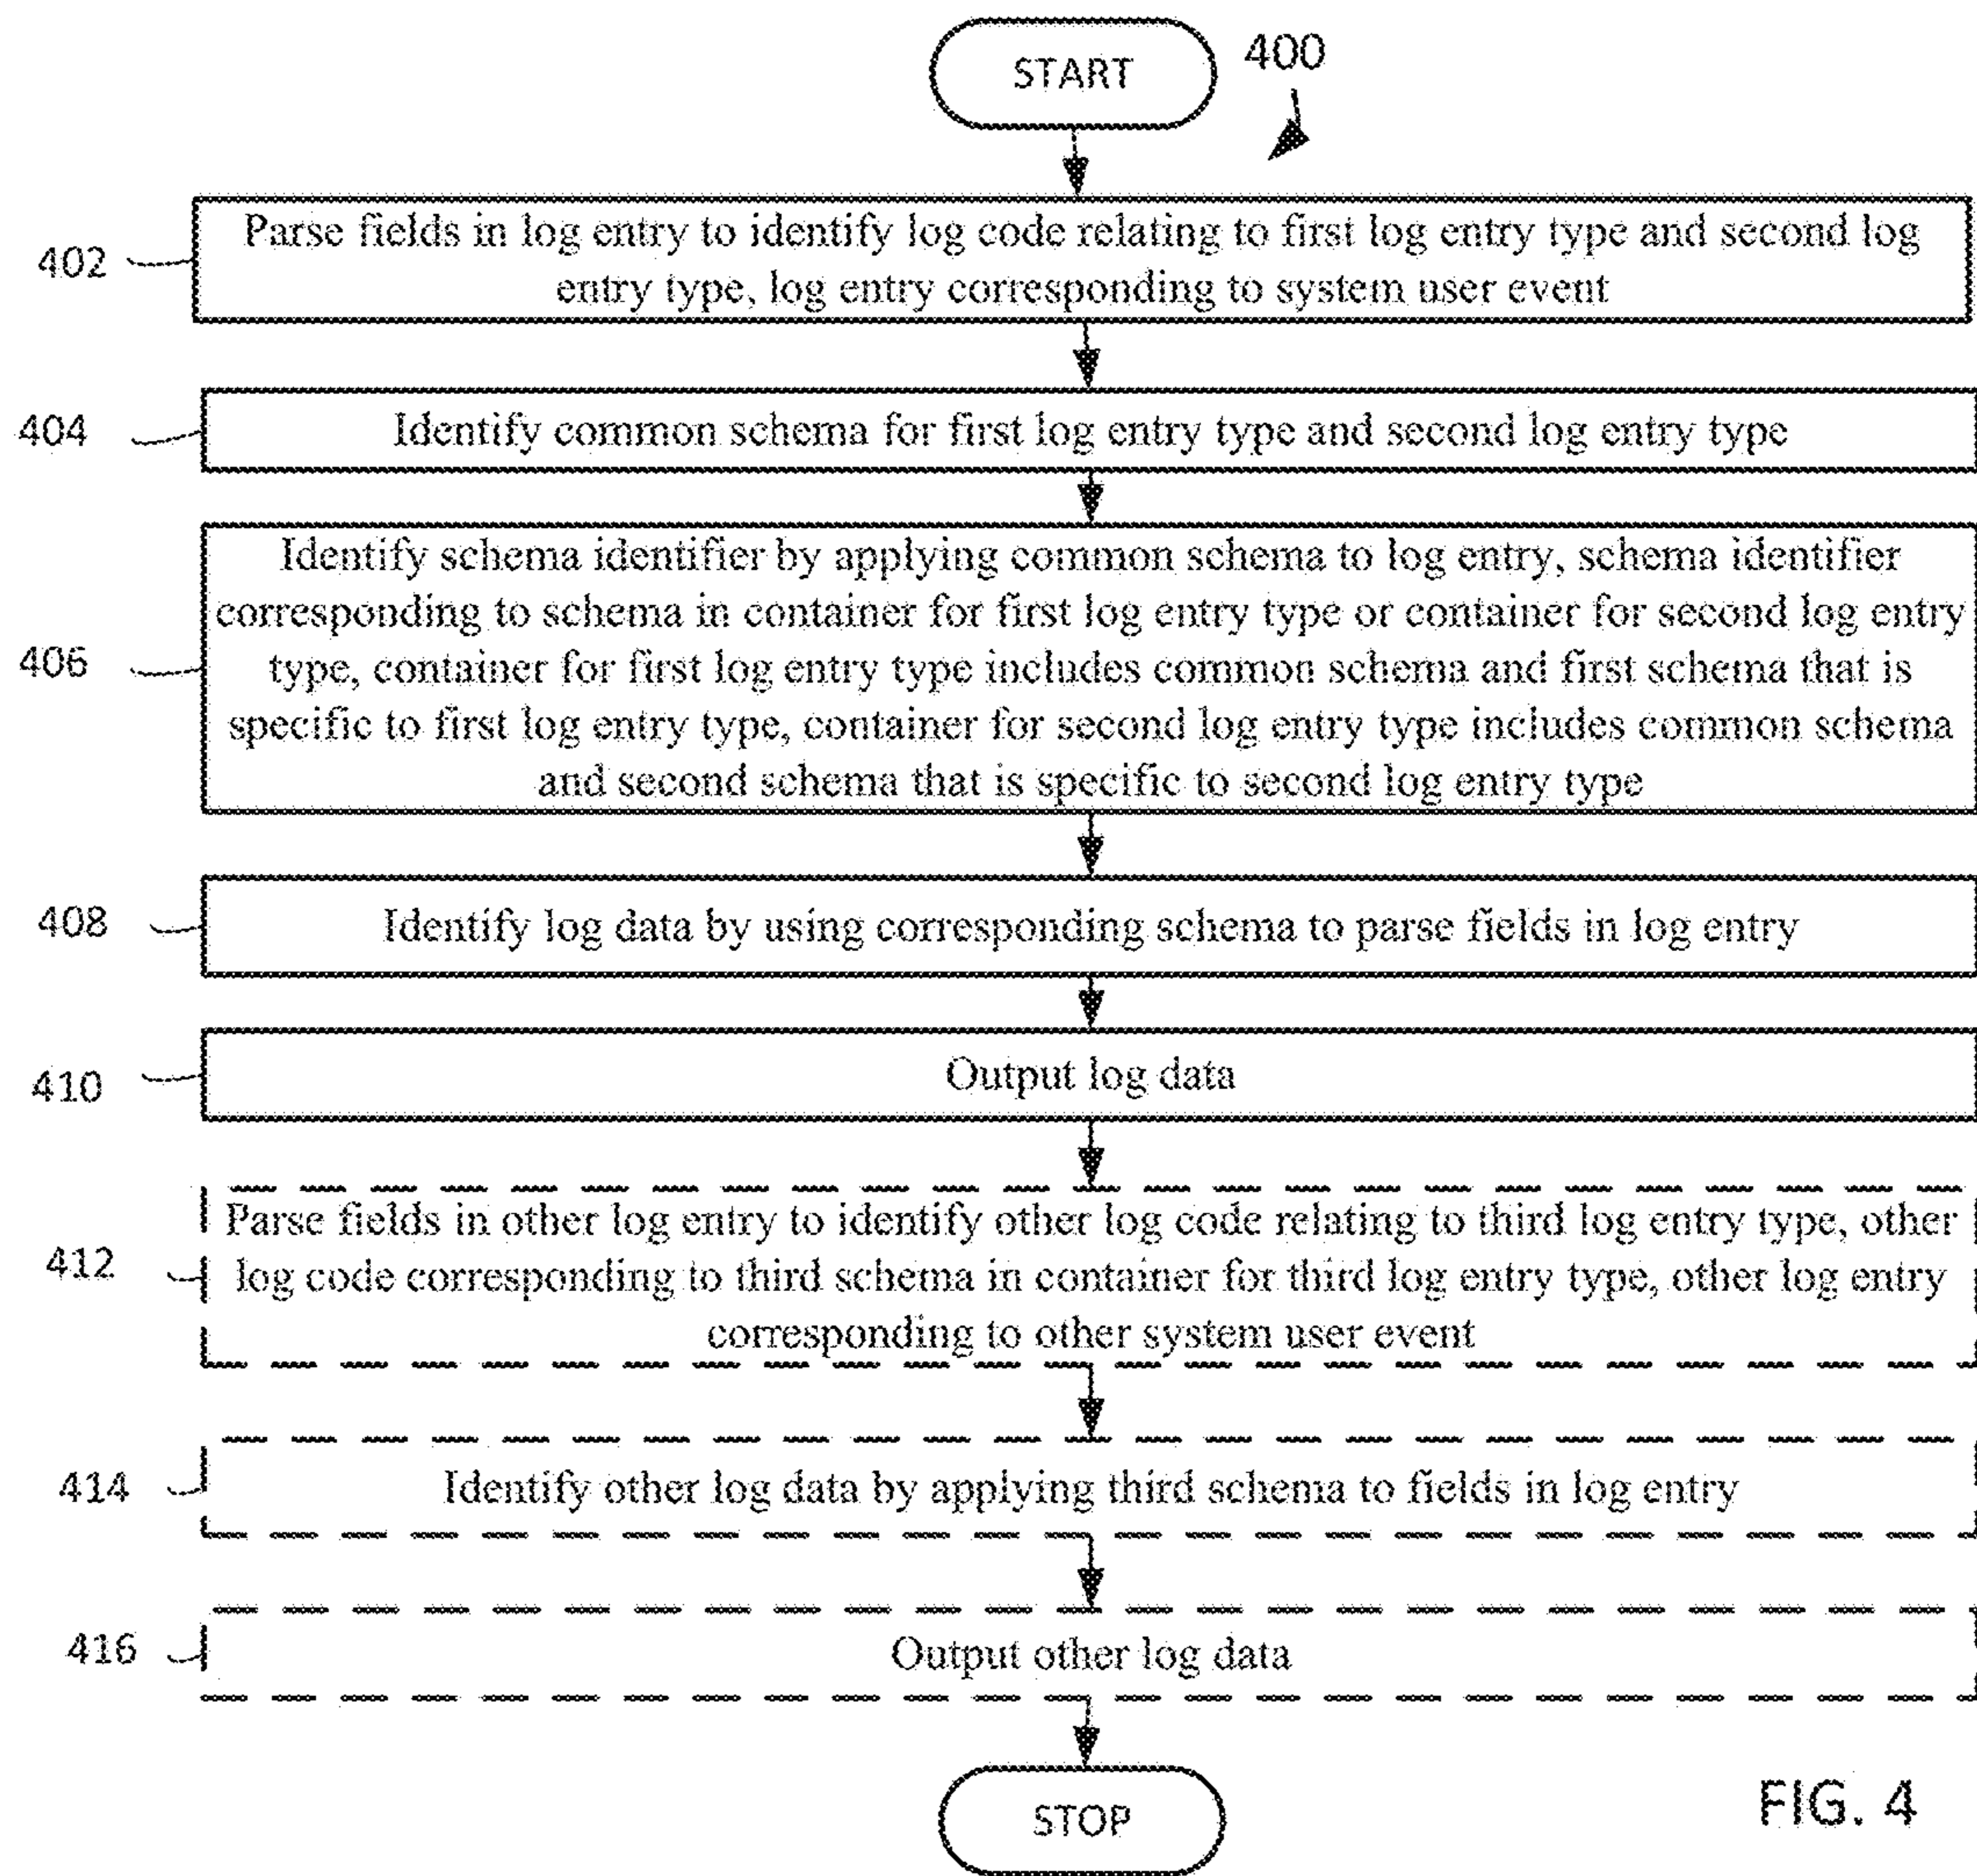 START
400
402
Parse fields in log entry to identify log code relating to first log entry type and second log
entry type, log entry corresponding to system user event
404
Identify common schema for first log entry type and second log entry type
406
Identify schema identifier by applying common schema to log entry, schema identifier
corresponding to schema in container for first log entry type or container for second log entry
type, container for first log entry type includes common schema and first schema that is
specific to first log entry type, container for second log entry type includes common schema
and second schema that is specific to second log entry type
408
Identify log data by using corresponding schema to parse fields in log entry
410
Output log data
412
Parse fields in other log entry to identify other log code relating to third log entry type, other
log code corresponding to third schema in container for third log entry type, other log entry
corresponding to other system user event
414
Identify other log data by applying third schema to fields in log entry
416
Output other log data
STOP
FIG. 4